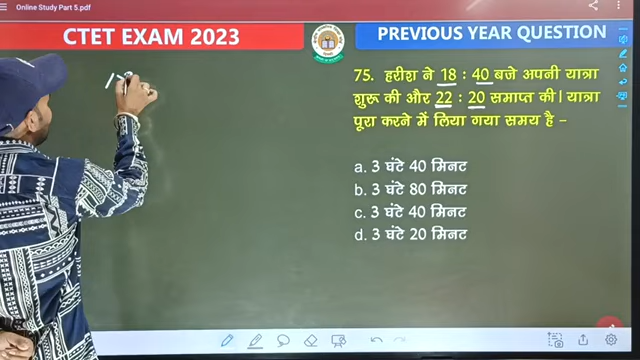 Online Study Part 5.pdf
CTET EXAM 2023
PREVIOUS YEAR QUESTION
75. हरीश ने 18 : 40 बजे अपनी यात्रा
शुरू की और 22 : 20 समाप्त की। यात्रा
पूरा करने में लिया गया समय है –
a. 3 घंटे 40 मिनट
b. 3 घंटे 80 मिनट
c. 3 घंटे 40 मिनट
d. 3 घंटे 20 मिनट